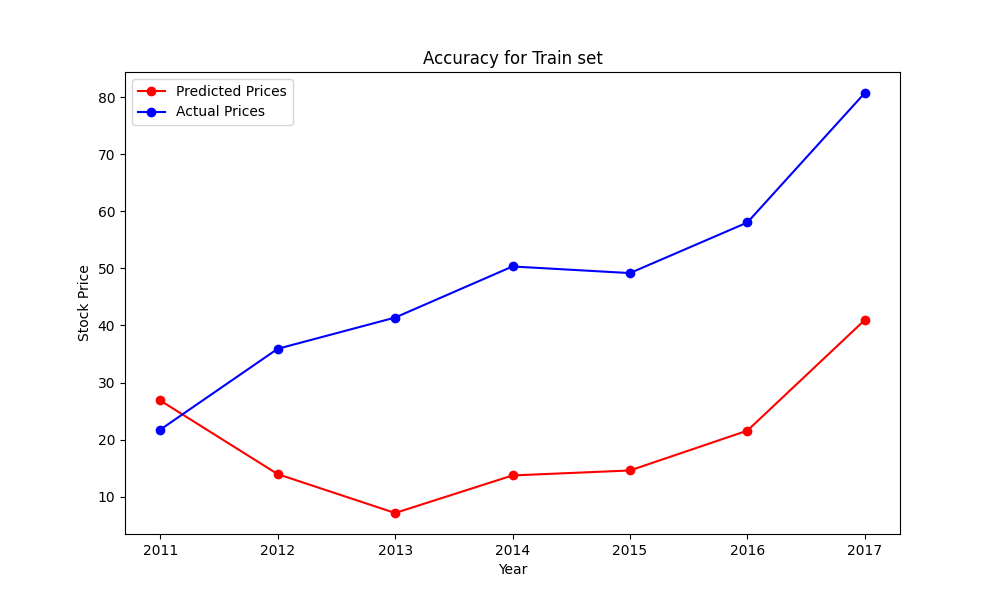 Accuracy for Train set
Predicted Prices
Actual Prices
80
70
60
50
40
30
20
10
Stock Price
2011 2012 2013 2014 2015 2016 2017
Year